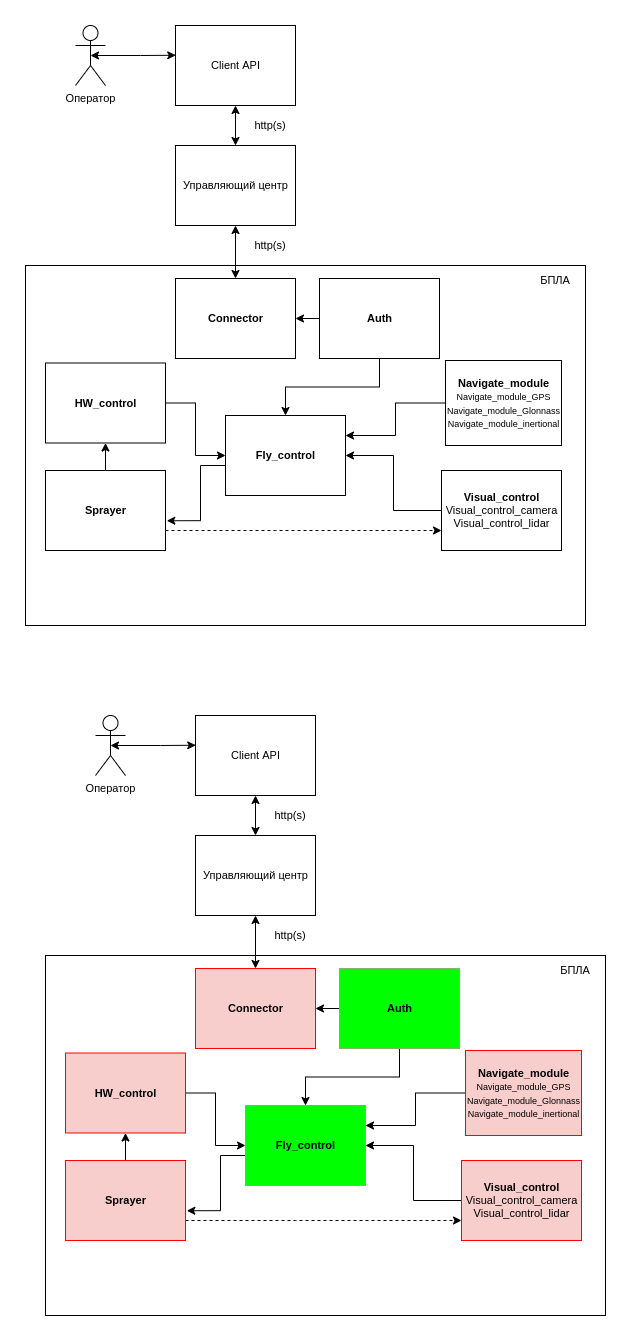 Client API
Оператор
http(s)
Управляющий центр
http(s)
БПЛА
Connector
Auth
HW_control
Navigate_module
Navigate_module_GPS
Navigate_module_Glonnass
Navigate_module_inertional
Fly_control
Sprayer
Visual_control
Visual_control_camera
Visual_control_lidar
Client API
Оператор
http(s)
Управляющий центр
http(s)
БПЛА
Connector
Auth
HW_control
Navigate_module
Navigate_module_GPS
Navigate_module_Glonnass
Navigate_module_inertional
Fly_control
Sprayer
Visual_control
Visual_control_camera
Visual_control_lidar